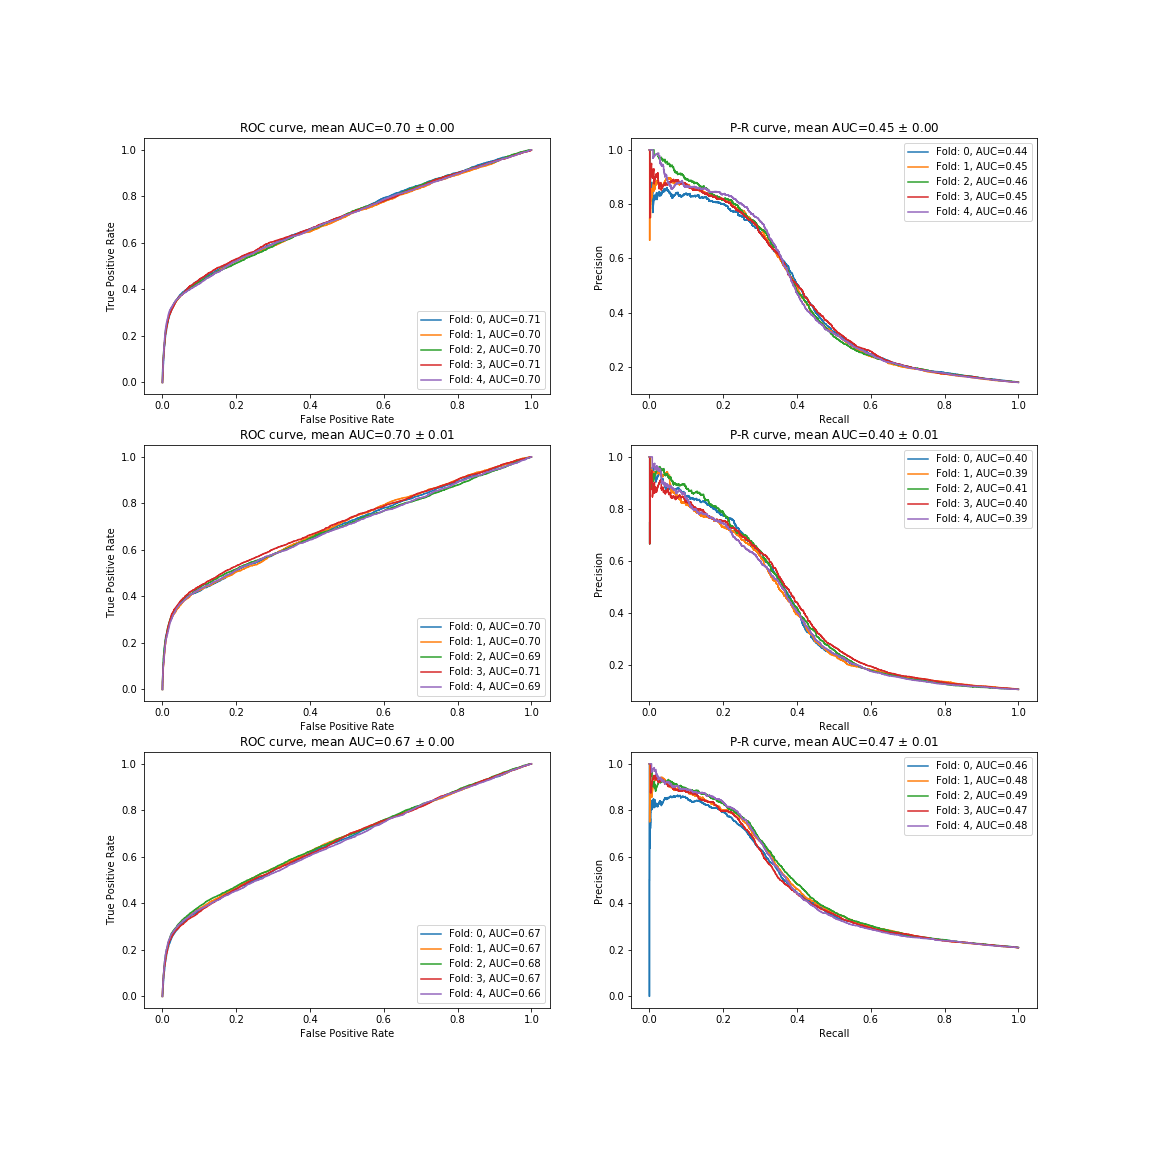 ROC curve, mean AUC=0.70 ± 0.00
True Positive Rate
1.0
0.8
0.6
0.4
0.2
0.0
Fold: 0, AUC=0.71
Fold: 1, AUC=0.70
Fold: 2, AUC=0.70
Fold: 3, AUC=0.71
Fold: 4, AUC=0.70
0.0 0.2 0.4 0.6 0.8 1.0
False Positive Rate
P-R curve, mean AUC=0.45 ± 0.00
Precision
1.0
0.8
0.6
0.4
0.2
Fold: 0, AUC=0.44
Fold: 1, AUC=0.45
Fold: 2, AUC=0.46
Fold: 3, AUC=0.45
Fold: 4, AUC=0.46
0.0 0.2 0.4 0.6 0.8 1.0
Recall
ROC curve, mean AUC=0.70 ± 0.01
True Positive Rate
1.0
0.8
0.6
0.4
0.2
0.0
Fold: 0, AUC=0.70
Fold: 1, AUC=0.70
Fold: 2, AUC=0.69
Fold: 3, AUC=0.71
Fold: 4, AUC=0.69
0.0 0.2 0.4 0.6 0.8 1.0
False Positive Rate
P-R curve, mean AUC=0.40 ± 0.01
Precision
1.0
0.8
0.6
0.4
0.2
Fold: 0, AUC=0.40
Fold: 1, AUC=0.39
Fold: 2, AUC=0.41
Fold: 3, AUC=0.40
Fold: 4, AUC=0.39
0.0 0.2 0.4 0.6 0.8 1.0
Recall
ROC curve, mean AUC=0.67 ± 0.00
True Positive Rate
1.0
0.8
0.6
0.4
0.2
0.0
Fold: 0, AUC=0.67
Fold: 1, AUC=0.67
Fold: 2, AUC=0.68
Fold: 3, AUC=0.67
Fold: 4, AUC=0.66
0.0 0.2 0.4 0.6 0.8 1.0
False Positive Rate
P-R curve, mean AUC=0.47 ± 0.01
Precision
1.0
0.8
0.6
0.4
0.2
0.0
Fold: 0, AUC=0.46
Fold: 1, AUC=0.48
Fold: 2, AUC=0.49
Fold: 3, AUC=0.47
Fold: 4, AUC=0.48
0.0 0.2 0.4 0.6 0.8 1.0
Recall